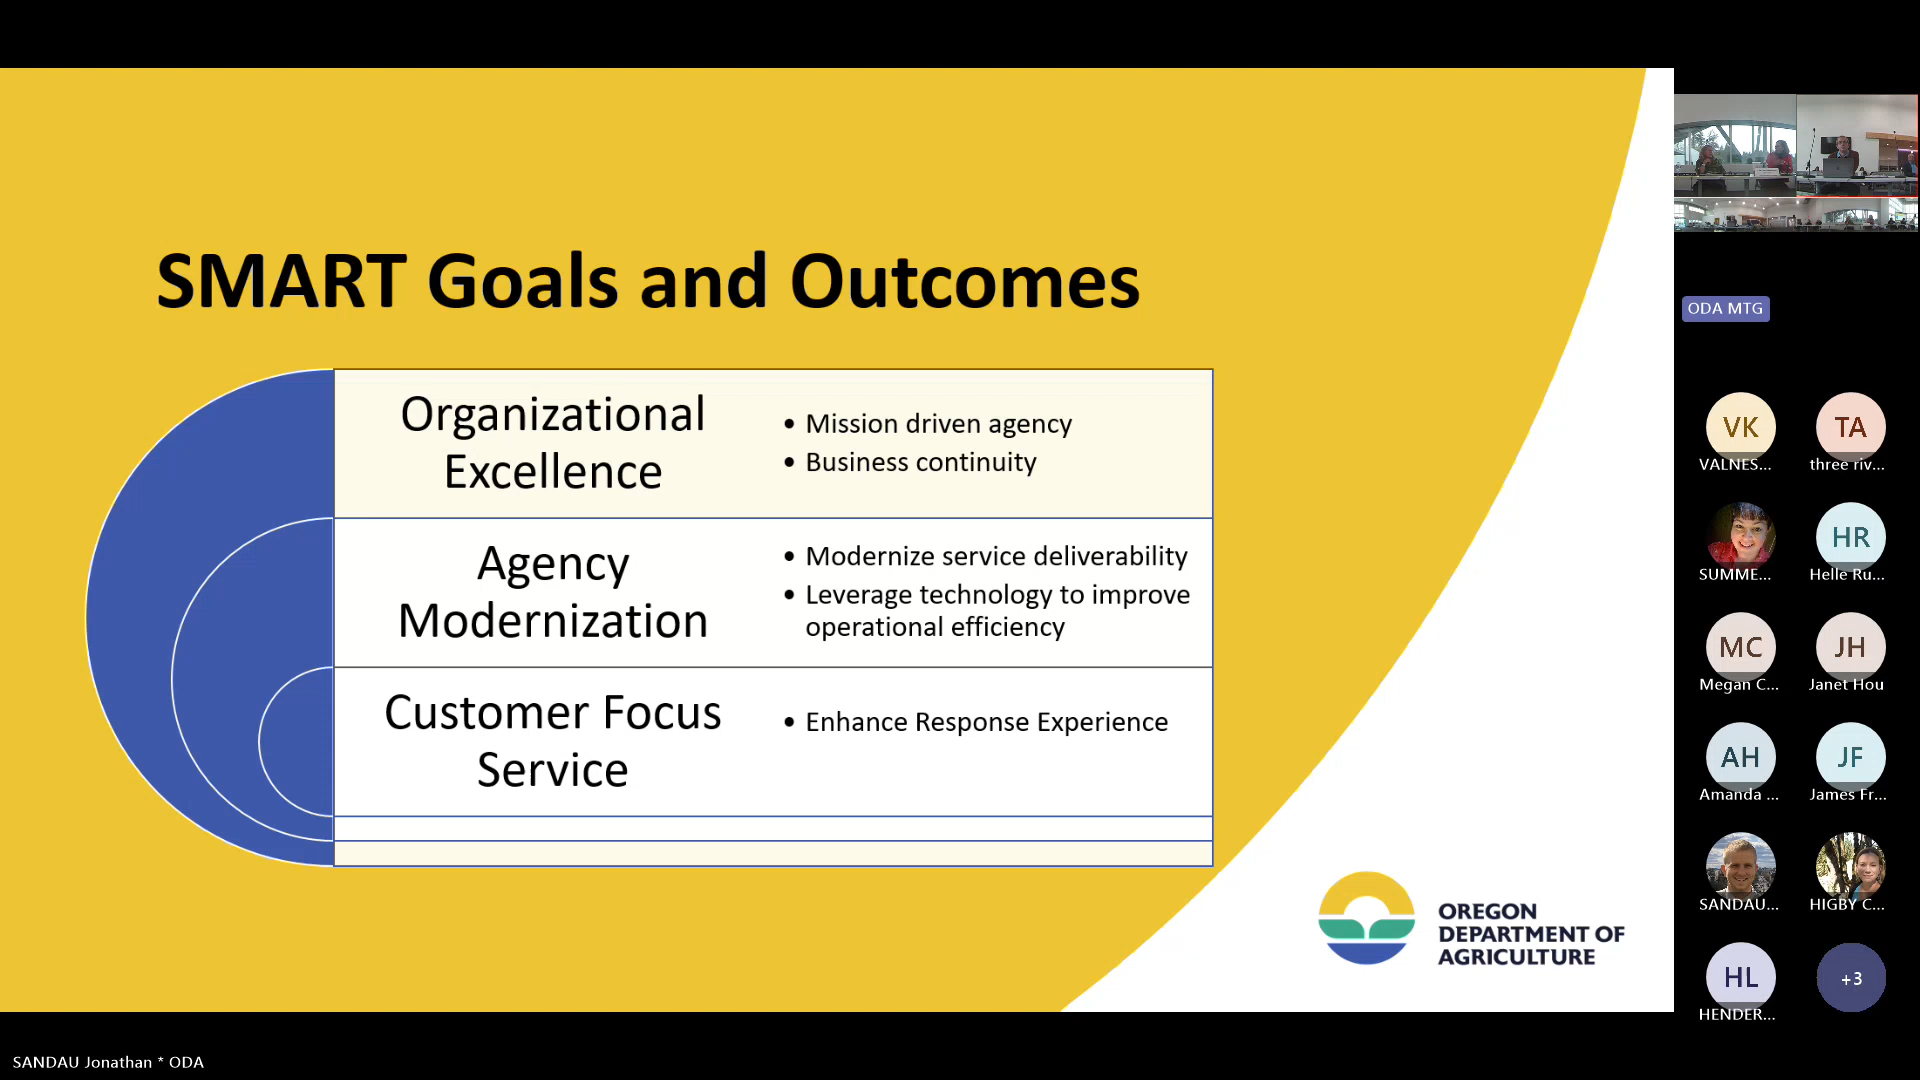 SMART Goals and Outcomes
Organizational
Excellence
• Mission driven agency
• Business continuity
Agency
Modernization
• Modernize service deliverability
• Leverage technology to improve
operational efficiency
Customer Focus
Service
• Enhance Response Experience
OREGON
DEPARTMENT OF
AGRICULTURE
ODA MTG
VK
VALNES...
TA
three riv...
SUMME...
HR
Helle Ru...
MC
Megan C...
JH
Janet Hou
AH
Amanda ...
JF
James Fr...
SANDAU...
HIGBY C...
HL
HENDER...
+3
SANDAU Jonathan * ODA